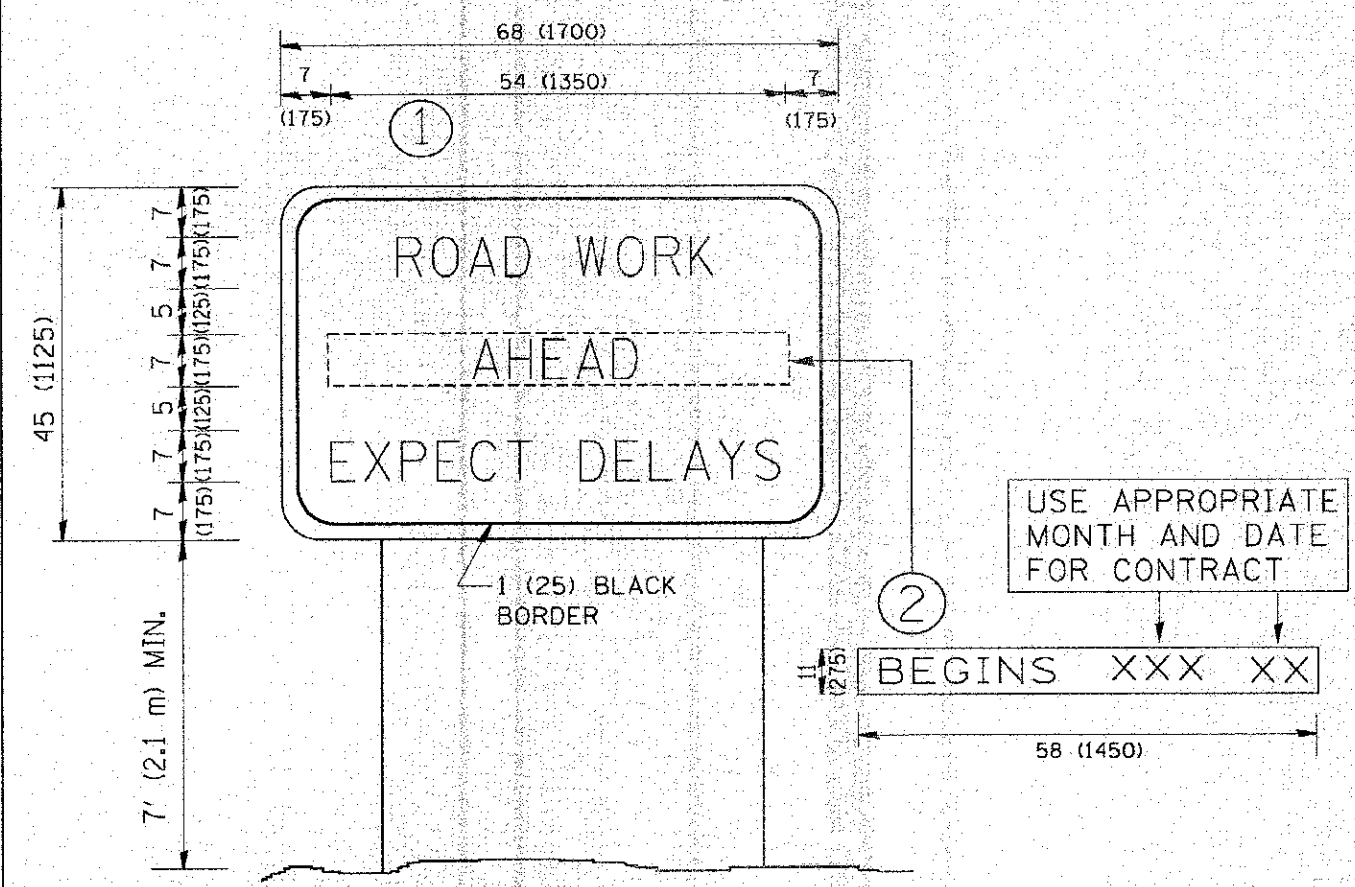 68 (1700)
7 54 (1350) 7
(175) (175)
1
45 (1125)
7 (175)
7 (175)
5 (125)
7 (175)
5 (125)
7 (175)
7 (175)
ROAD WORK
AHEAD
EXPECT DELAYS
1 (25) BLACK
BORDER
7' (2.1 m) MIN.
USE APPROPRIATE
MONTH AND DATE
FOR CONTRACT
2
11
(275)
BEGINS XXX XX
58 (1450)